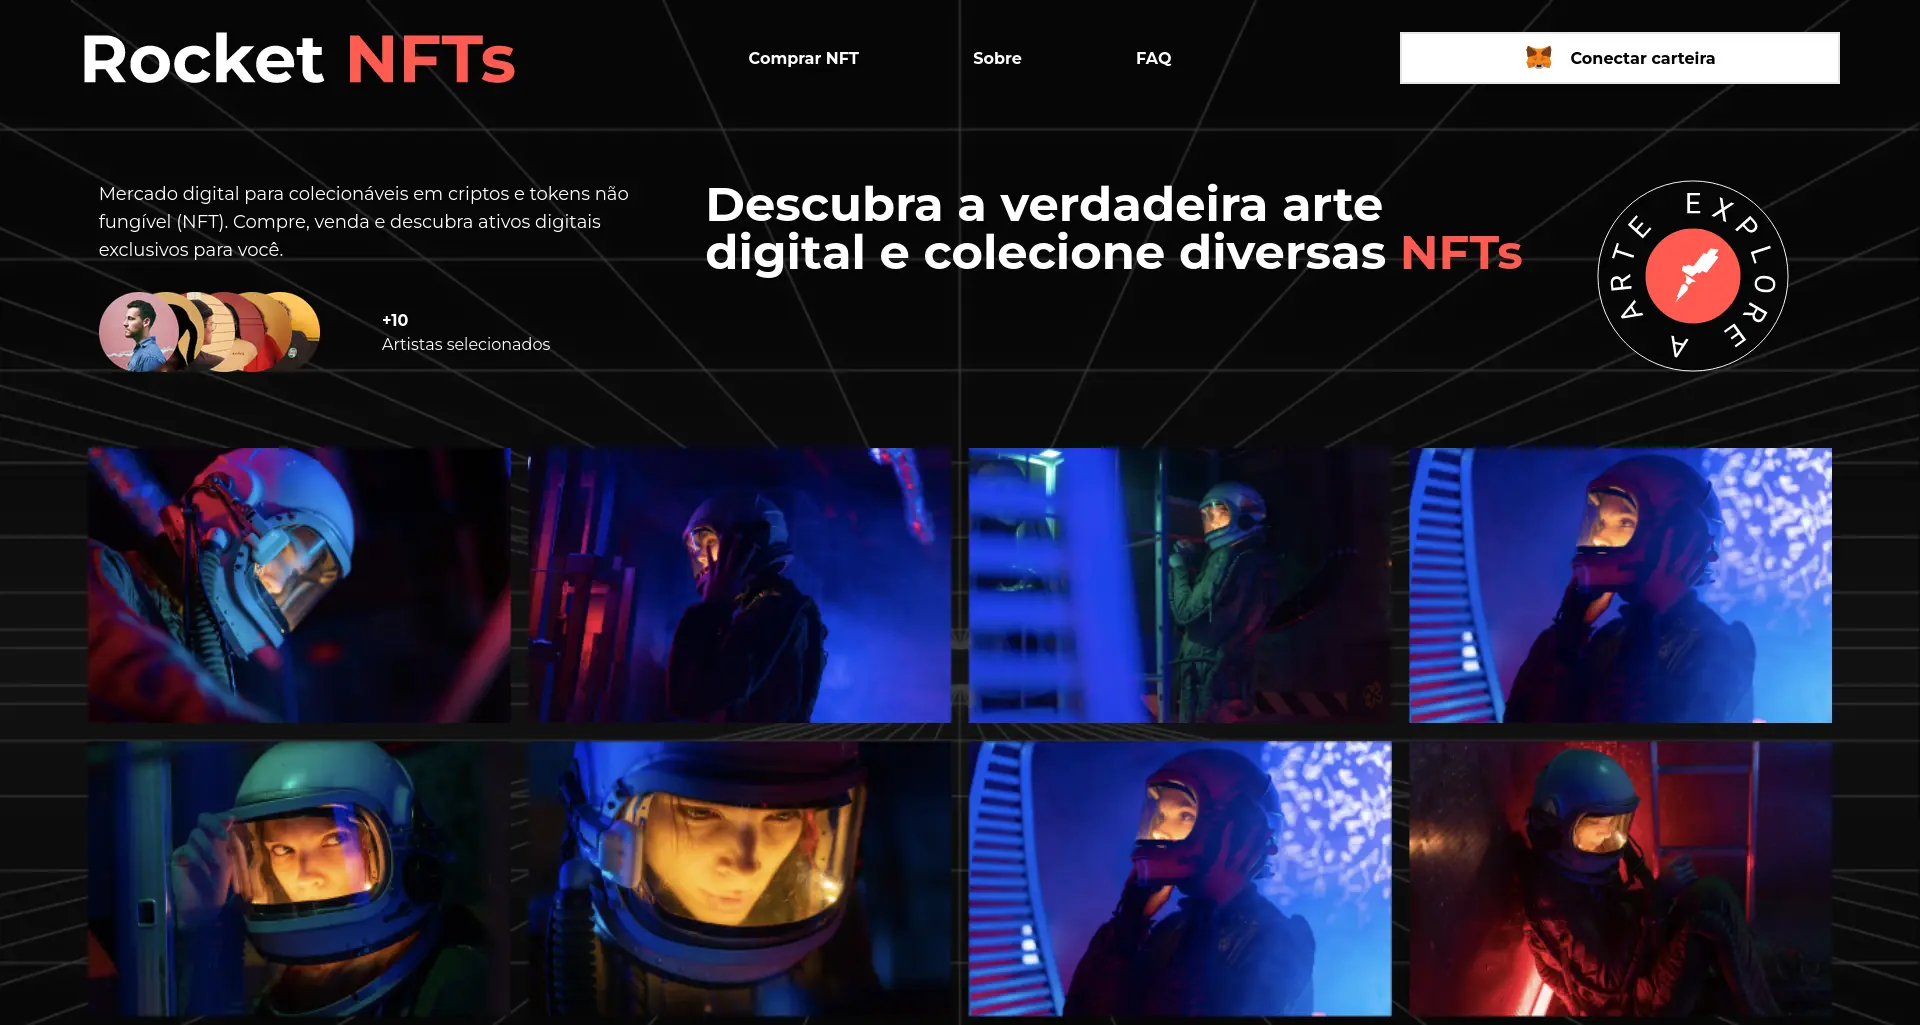 Rocket NFTs
Comprar NFT
Sobre
FAQ
Conectar carteira
Mercado digital para colecionáveis em criptos e tokens não
fungível (NFT). Compre, venda e descubra ativos digitais
exclusivos para você.
+10
Artistas selecionados
Descubra a verdadeira arte
digital e colecione diversas NFTs
EXPLORE A ARTE